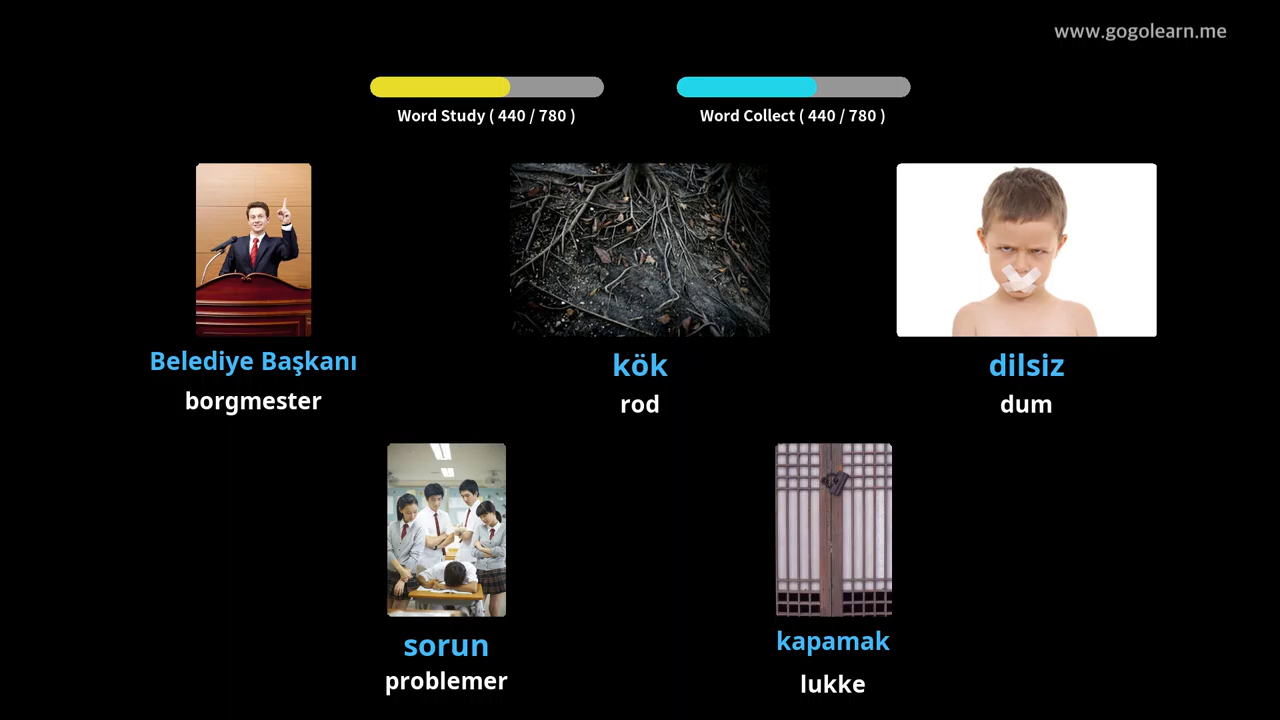 www.gogolearn.me
Word Study ( 440 / 780 )
Word Collect ( 440 / 780 )
Belediye Başkanı
borgmester
kök
rod
dilsiz
dum
sorun
problemer
kapamak
lukke